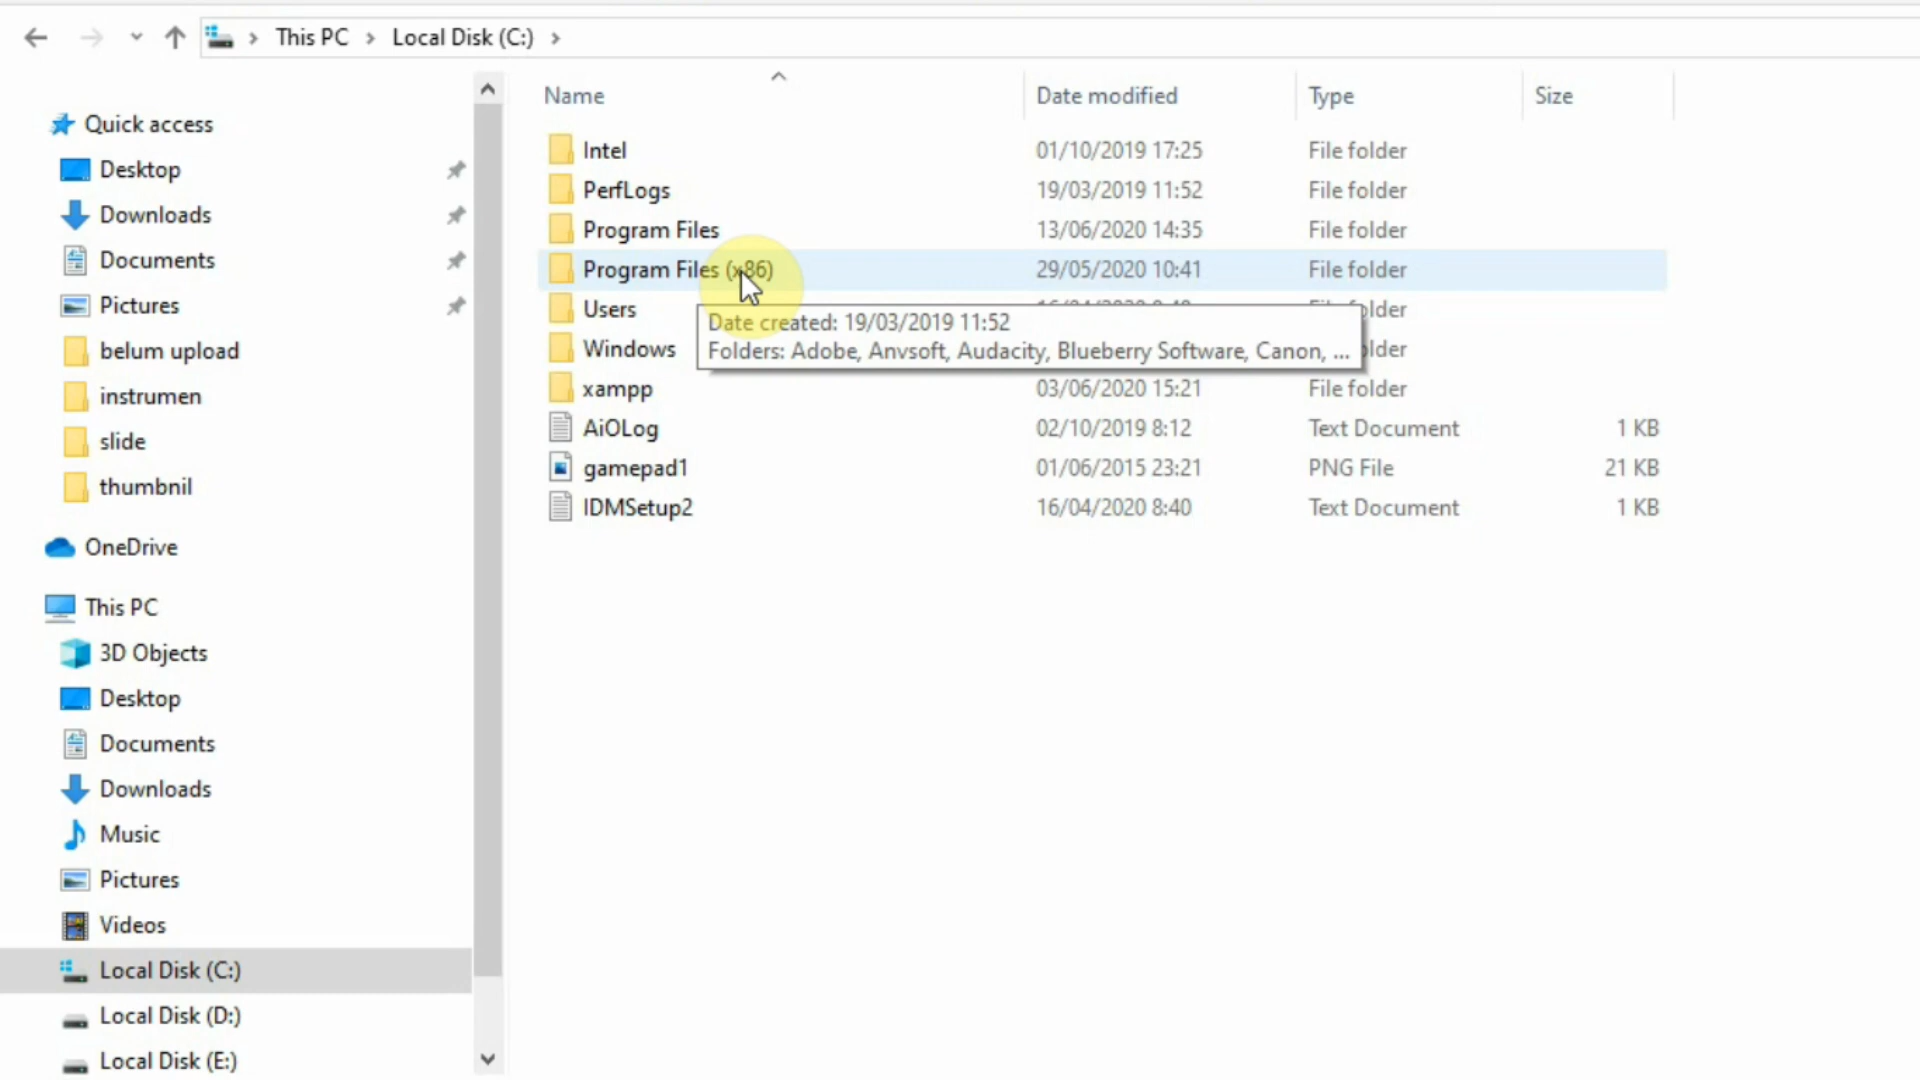 This PC > Local Disk (C:) >
Name Date modified Type Size
Quick access
Desktop
Downloads
Documents
Pictures
belum upload
instrumen
slide
thumbnil
OneDrive
This PC
3D Objects
Desktop
Documents
Downloads
Music
Pictures
Videos
Local Disk (C:)
Local Disk (D:)
Local Disk (E:)
Intel 01/10/2019 17:25 File folder
PerfLogs 19/03/2019 11:52 File folder
Program Files 13/06/2020 14:35 File folder
Program Files (x86) 29/05/2020 10:41 File folder
Users
Date created: 19/03/2019 11:52
Windows
Folders: Adobe, Anvsoft, Audacity, Blueberry Software, Canon, ...
xampp 03/06/2020 15:21 File folder
AiOLog 02/10/2019 8:12 Text Document 1 KB
gamepad1 01/06/2015 23:21 PNG File 21 KB
IDMSetup2 16/04/2020 8:40 Text Document 1 KB